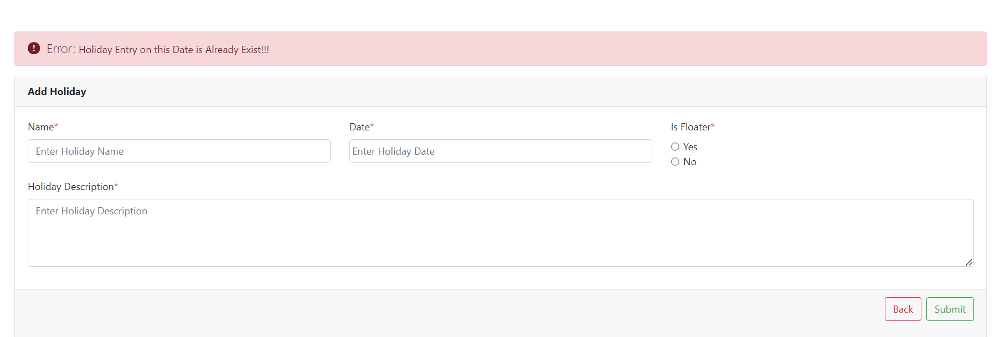 Error: Holiday Entry on this Date is Already Exist!!!
Add Holiday
Name* Date* Is Floater*
Enter Holiday Name Enter Holiday Date Yes
No
Holiday Description*
Enter Holiday Description
Back Submit